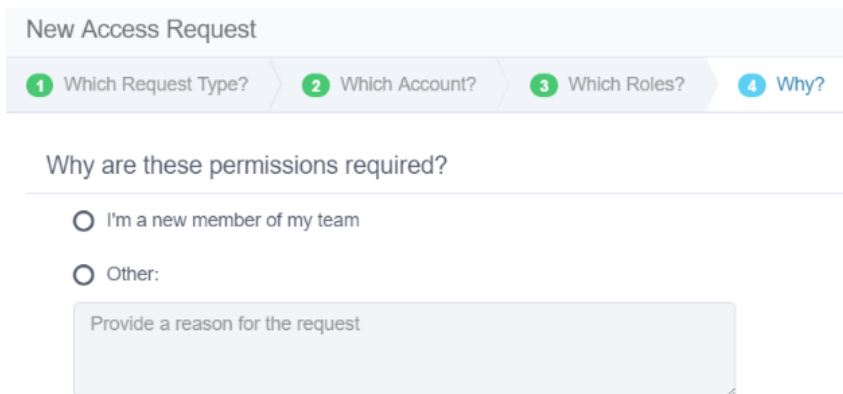 New Access Request
1 Which Request Type? 2 Which Account? 3 Which Roles? 4 Why?
Why are these permissions required?
I'm a new member of my team
Other:
Provide a reason for the request